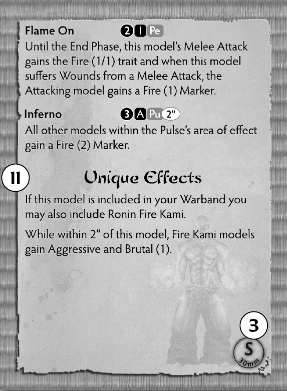 Flame On 2 I Pe
Until the End Phase, this model's Melee Attack
gains the Fire (1/1) trait and when this model
suffers Wounds from a Melee Attack, the
Attacking model gains a Fire (1) Marker.
Inferno 3 A Pu 2"
All other models within the Pulse's area of effect
gain a Fire (2) Marker.
11
Unique Effects
If this model is included in your Warband you
may also include Ronin Fire Kami.
While within 2" of this model, Fire Kami models
gain Aggressive and Brutal (1).
3
S
30mm